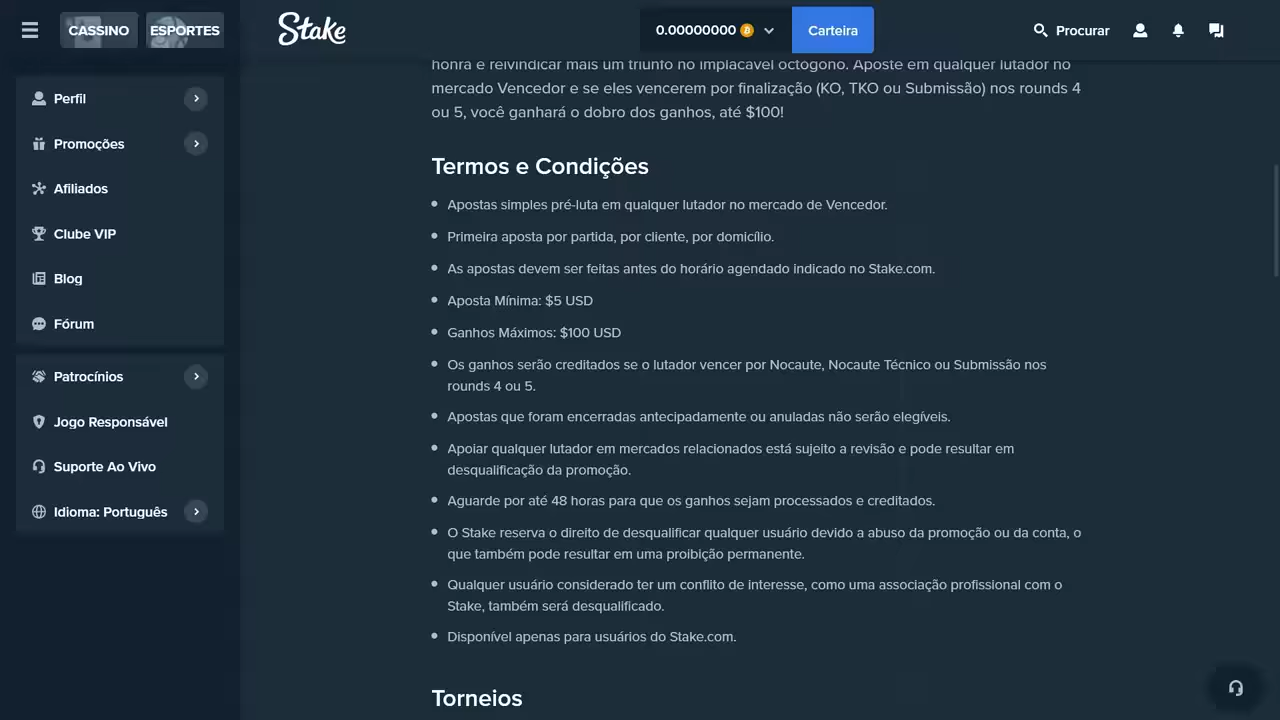 CASSINO
ESPORTES
Stake
0.00000000
Carteira
Procurar
Perfil
Promoções
Afiliados
Clube VIP
Blog
Fórum
Patrocínios
Jogo Responsável
Suporte Ao Vivo
Idioma: Português
honra e reivindicar mais um triunfo no implacável octógono. Aposte em qualquer lutador no
mercado Vencedor e se eles vencerem por finalização (KO, TKO ou Submissão) nos rounds 4
ou 5, você ganhará o dobro dos ganhos, até $100!
Termos e Condições
Apostas simples pré-luta em qualquer lutador no mercado de Vencedor.
Primeira aposta por partida, por cliente, por domicílio.
As apostas devem ser feitas antes do horário agendado indicado no Stake.com.
Aposta Mínima: $5 USD
Ganhos Máximos: $100 USD
Os ganhos serão creditados se o lutador vencer por Nocaute, Nocaute Técnico ou Submissão nos
rounds 4 ou 5.
Apostas que foram encerradas antecipadamente ou anuladas não serão elegíveis.
Apoiar qualquer lutador em mercados relacionados está sujeito a revisão e pode resultar em
desqualificação da promoção.
Aguarde por até 48 horas para que os ganhos sejam processados e creditados.
O Stake reserva o direito de desqualificar qualquer usuário devido a abuso da promoção ou da conta, o
que também pode resultar em uma proibição permanente.
Qualquer usuário considerado ter um conflito de interesse, como uma associação profissional com o
Stake, também será desqualificado.
Disponível apenas para usuários do Stake.com.
Torneios